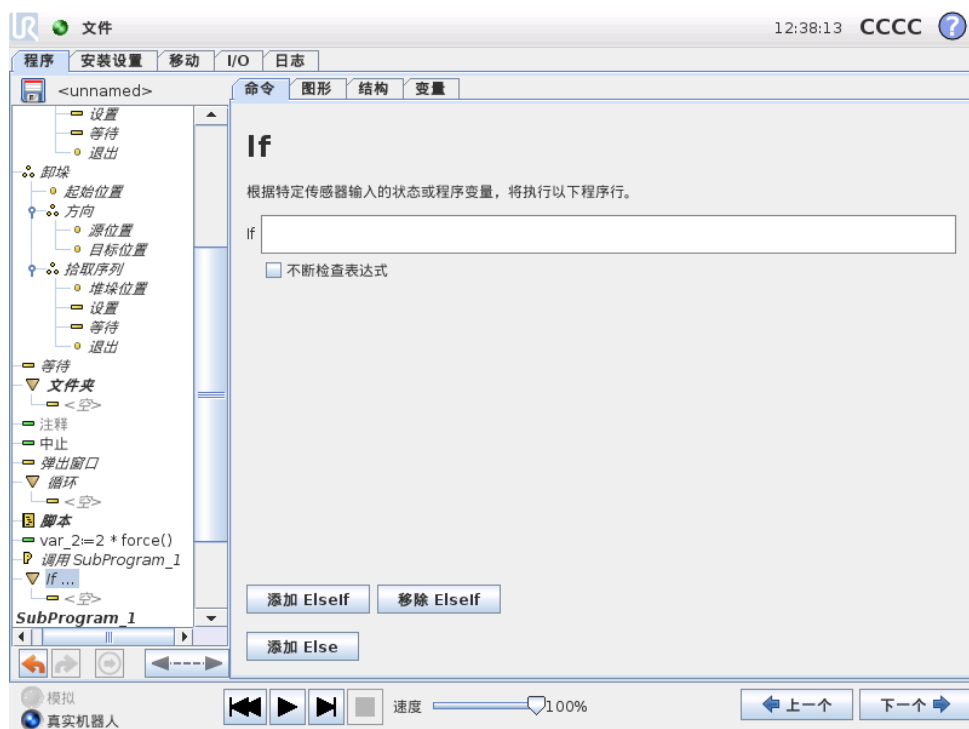 UR 文件 12:38:13 CCCC ?
程序 安装设置 移动 I/O 日志
<unnamed>
命令 图形 结构 变量
设置
等待
退出
卸垛
起始位置
方向
源位置
目标位置
拾取序列
堆垛位置
设置
等待
退出
等待
文件夹
<空>
注释
中止
弹出窗口
循环
<空>
脚本
var_2:=2 * force()
调用 SubProgram_1
If ...
<空>
SubProgram_1
If
根据特定传感器输入的状态或程序变量，将执行以下程序行。
If
不断检查表达式
添加 ElseIf 移除 ElseIf
添加 Else
模拟
真实机器人
速度 100%
上一个 下一个